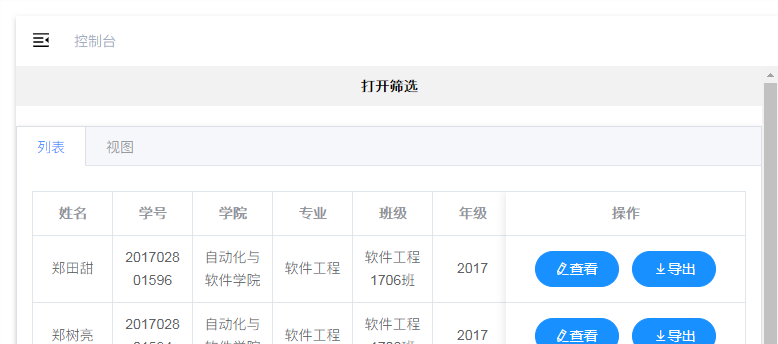 控制台
打开筛选
列表 视图
姓名 学号 学院 专业 班级 年级 操作
郑田甜 2017028 01596 自动化与 软件学院 软件工程 软件工程 1706班 2017 查看 导出
郑树亮 2017028 自动化与 软件学院 软件工程 软件工程 2017 查看 导出